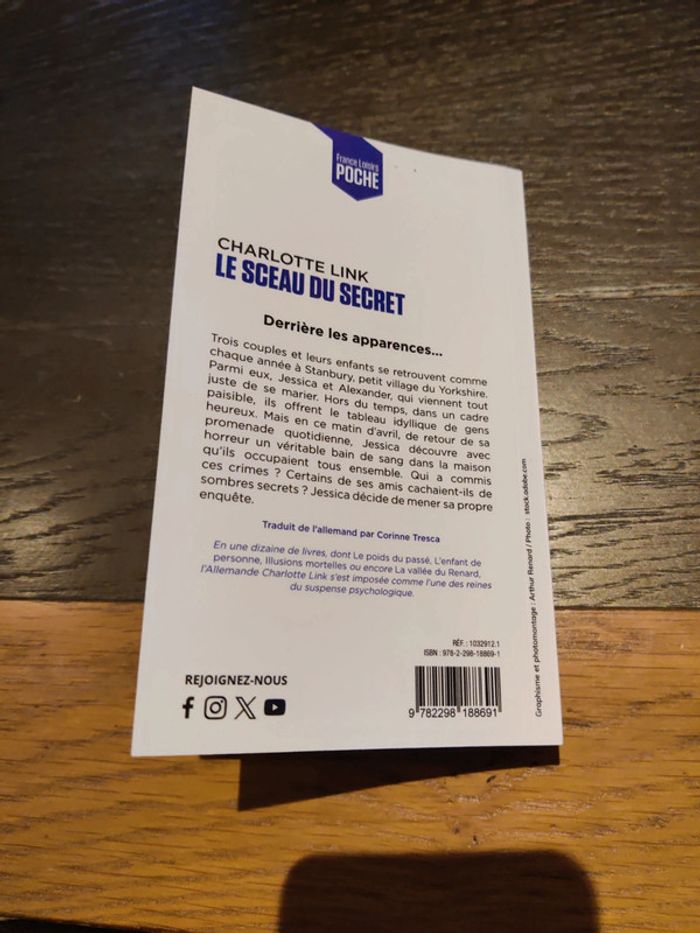 France Loisirs
POCHE
CHARLOTTE LINK
LE SCEAU DU SECRET
Derrière les apparences...
Trois couples et leurs enfants se retrouvent comme
chaque année à Stanbury, petit village du Yorkshire.
Parmi eux, Jessica et Alexander, qui viennent tout
juste de se marier. Hors du temps, dans un cadre
paisible, ils offrent le tableau idyllique de gens
heureux. Mais en ce matin d'avril, de retour de sa
promenade quotidienne, Jessica découvre avec
horreur un véritable bain de sang dans la maison
qu'ils occupaient tous ensemble. Qui a commis
ces crimes ? Certains de ses amis cachaient-ils de
sombres secrets ? Jessica décide de mener sa propre
enquête.
Traduit de l'allemand par Corinne Tresca
En une dizaine de livres, dont Le poids du passé, L'enfant de
personne, Illusions mortelles ou encore La vallée du Renard,
l'Allemande Charlotte Link s'est imposée comme l'une des reines
du suspense psychologique.
RÉF. : 1032912.1
ISBN : 978-2-298-18869-1
REJOIGNEZ-NOUS
9 782298 188691
Graphisme et photomontage : Arthur Renard / Photo : stock.adobe.com